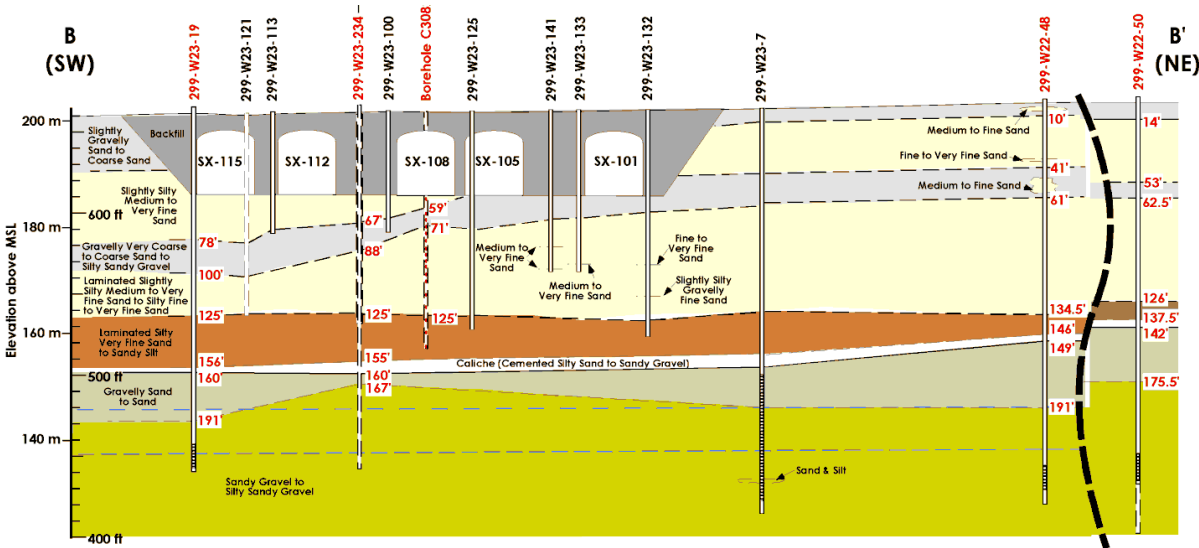 B
(SW)
299-W23-19
299-W23-121
299-W23-113
299-W23-234
299-W23-100
Borehole C308
299-W23-125
299-W23-141
299-W23-133
299-W23-132
299-W23-7
299-W22-48
299-W22-50
B'
(NE)
Elevation above MSL
200 m
600 ft
180 m
160 m
500 ft
140 m
400 ft
Slightly
Gravelly
Sand to
Coarse Sand
Backfill
SX-115
SX-112
SX-108
SX-105
SX-101
Medium to Fine Sand
10'
14'
Fine to Very Fine Sand
41'
Medium to Fine Sand
61'
53'
62.5'
Slightly Silty
Medium to
Very Fine
Sand
59'
67'
71'
78'
88'
Gravelly Very Coarse
to Coarse Sand to
Silty Sandy Gravel
100'
Medium to
Very Fine
Sand
Medium to
Very Fine Sand
Fine to
Very Fine
Sand
Slightly Silty
Gravelly
Fine Sand
Laminated Slightly
Silty Medium to Very
Fine Sand to Silty Fine
to Very Fine Sand
125'
125'
125'
134.5'
126'
137.5'
Laminated Silty
Very Fine Sand
to Sandy Silt
146'
142'
149'
156'
155'
Caliche (Cemented Silty Sand to Sandy Gravel)
160'
160'
167'
175.5'
Gravelly Sand
to Sand
191'
191'
Sand & Silt
Sandy Gravel to
Silty Sandy Gravel